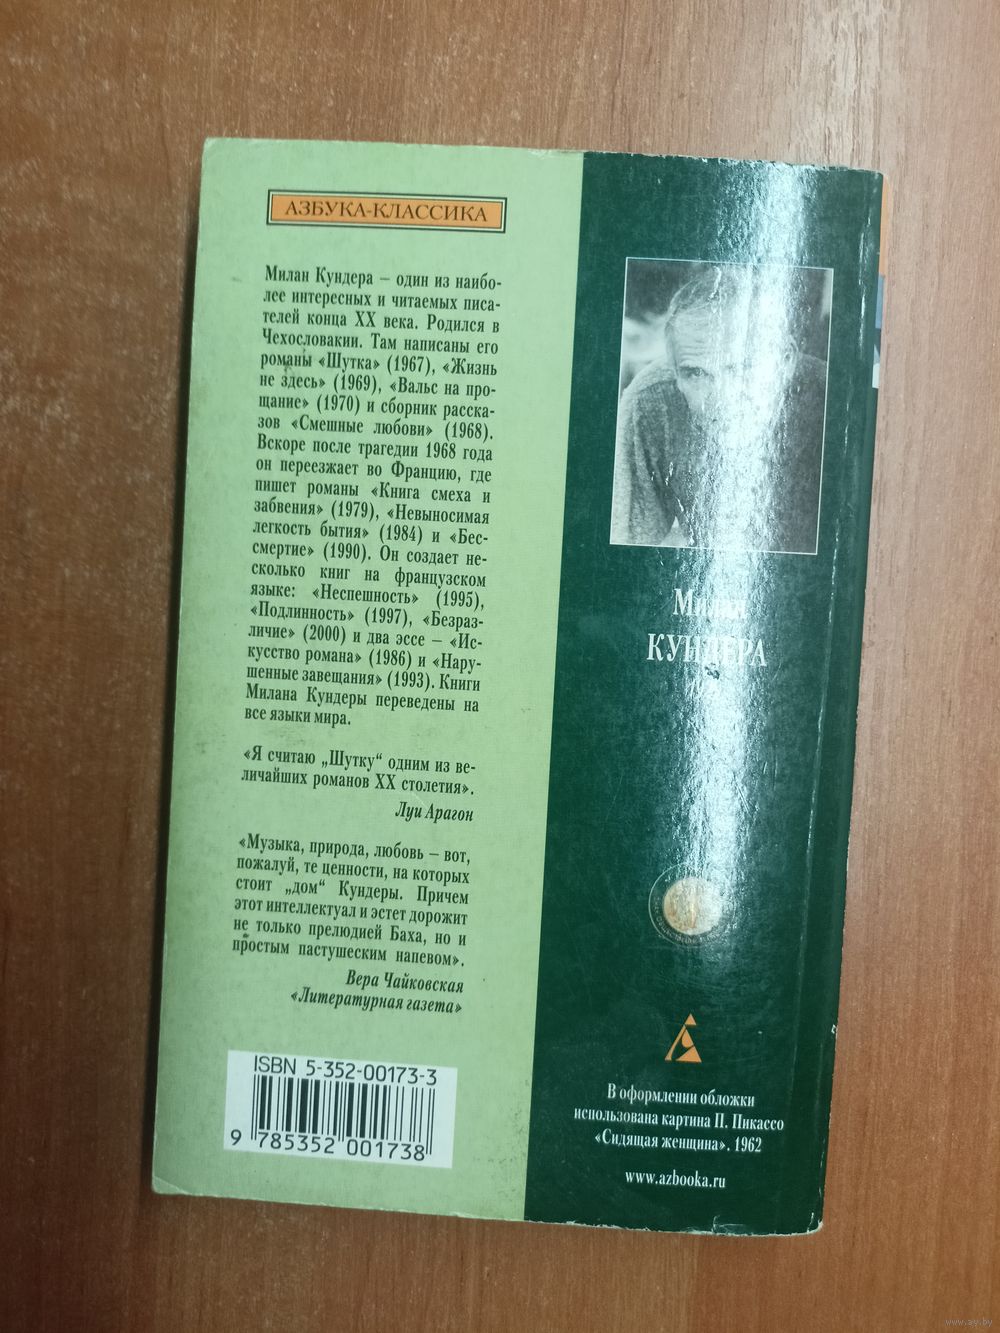 АЗБУКА-КЛАССИКА
Милан Кундера – один из наибо-
лее интересных и читаемых писа-
телей конца XX века. Родился в
Чехословакии. Там написаны его
романы «Шутка» (1967), «Жизнь
не здесь» (1969), «Вальс на про-
щание» (1970) и сборник расска-
зов «Смешные любови» (1968).
Вскоре после трагедии 1968 года
он переезжает во Францию, где
пишет романы «Книга смеха и
забвения» (1979), «Невыносимая
легкость бытия» (1984) и «Бес-
смертие» (1990). Он создает не-
сколько книг на французском
языке: «Неспешность» (1995),
«Подлинность» (1997), «Безраз-
личие» (2000) и два эссе – «Ис-
кусство романа» (1986) и «Нару-
шенные завещания» (1993). Книги
Милана Кундеры переведены на
все языки мира.
«Я считаю „Шутку“ одним из ве-
личайших романов XX столетия».
Луи Арагон
«Музыка, природа, любовь – вот,
пожалуй, те ценности, на которых
стоит „дом“ Кундеры. Причем
этот интеллектуал и эстет дорожит
не только прелюдией Баха, но и
простым пастушеским напевом».
Вера Чайковская
«Литературная газета»
ISBN 5-352-00173-3
9 785352 001738
Милан
КУНДЕРА
В оформлении обложки
использована картина П. Пикассо
«Сидящая женщина». 1962
www.azbooka.ru
www.ay.by